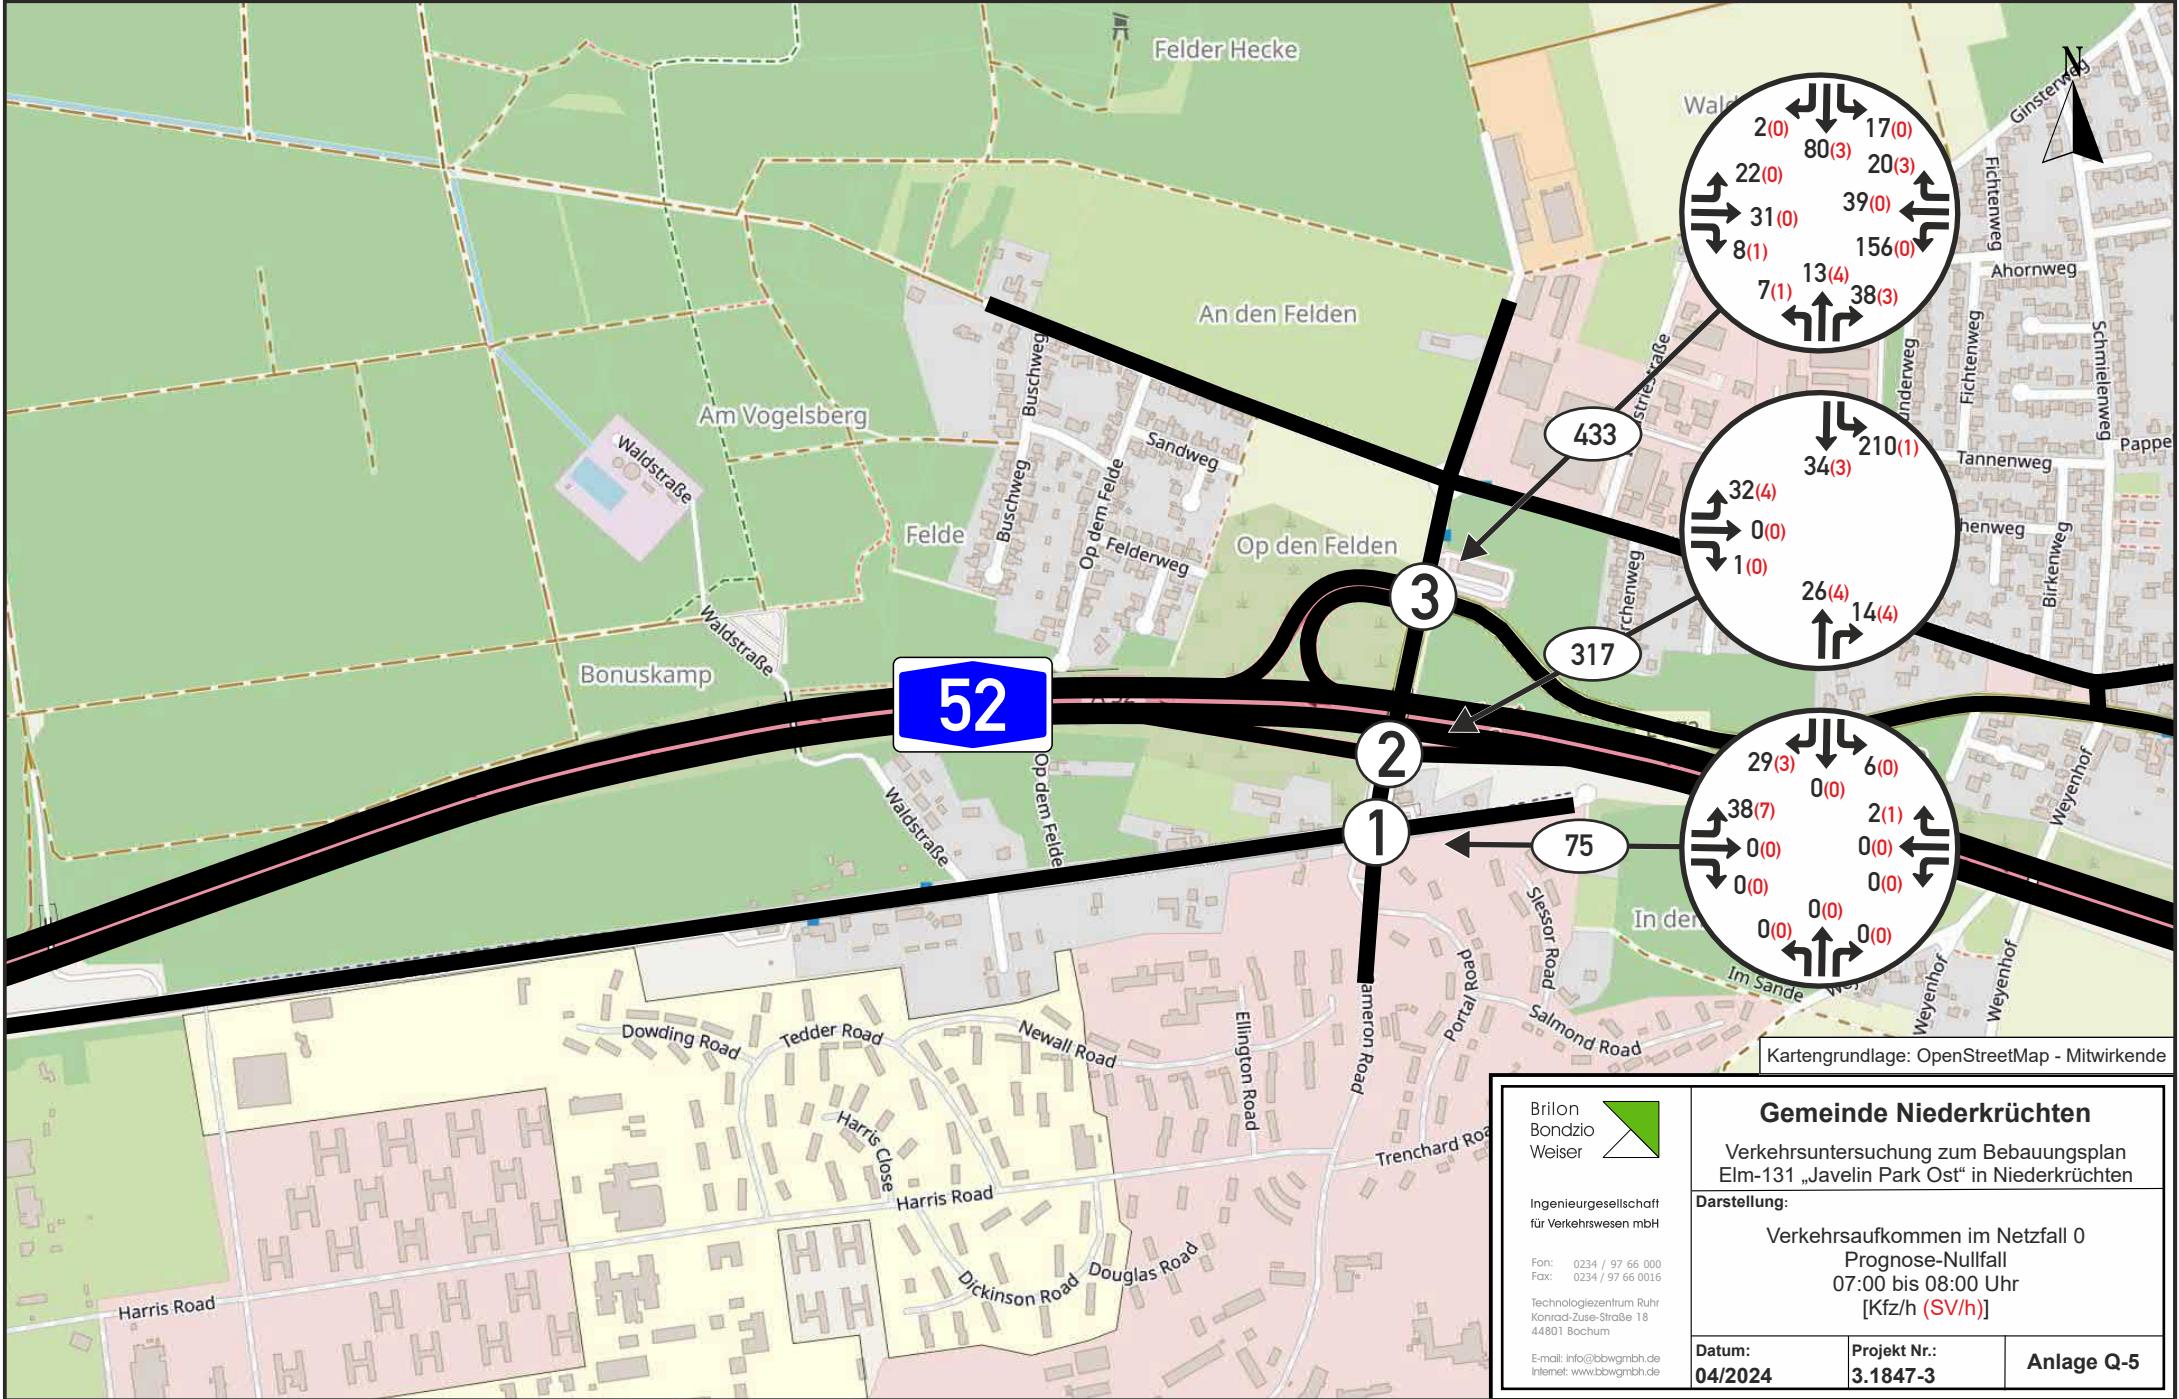 Felder Hecke
N
Ginsterweg
2(0)
17(0)
80(3)
20(3)
22(0)
39(0)
31(0)
8(1)
156(0)
13(4)
7(1)
38(3)
Fichtenweg
Ahornweg
An den Felden
Buschweg
Fichtenweg
Schmielenweg
Am Vogelsberg
Waldstraße
Sandweg
433
210(1)
34(3)
Tannenweg
Buschweg
Op dem Felde
32(4)
0(0)
1(0)
26(4)
14(4)
Felde
Felderweg
Op den Felden
Birkenweg
3
Waldstraße
317
Bonuskamp
52
2
Op dem Felde
Waldstraße
1
75
29(3)
6(0)
0(0)
38(7)
2(1)
0(0)
0(0)
0(0)
0(0)
0(0)
0(0)
0(0)
Weyenhof
Slessor Road
Portal Road
Salmond Road
Im Sande
Weyenhof
Weyenhof
Dowding Road
Tedder Road
Newall Road
Ellington Road
Harris Close
Harris Road
Dickinson Road
Douglas Road
Harris Road
Kartengrundlage: OpenStreetMap - Mitwirkende
Brilon
Bondzio
Weiser
Ingenieurgesellschaft
für Verkehrswesen mbH
Fon: 0234 / 97 66 000
Fax: 0234 / 97 66 0016
Technologiezentrum Ruhr
Konrad-Zuse-Straße 18
44801 Bochum
E-mail: info@bbwgmbh.de
Internet: www.bbwgmbh.de
Gemeinde Niederkrüchten
Verkehrsuntersuchung zum Bebauungsplan
Elm-131 „Javelin Park Ost“ in Niederkrüchten
Darstellung:
Verkehrsaufkommen im Netzfall 0
Prognose-Nullfall
07:00 bis 08:00 Uhr
[Kfz/h (SV/h)]
Datum:
04/2024
Projekt Nr.:
3.1847-3
Anlage Q-5